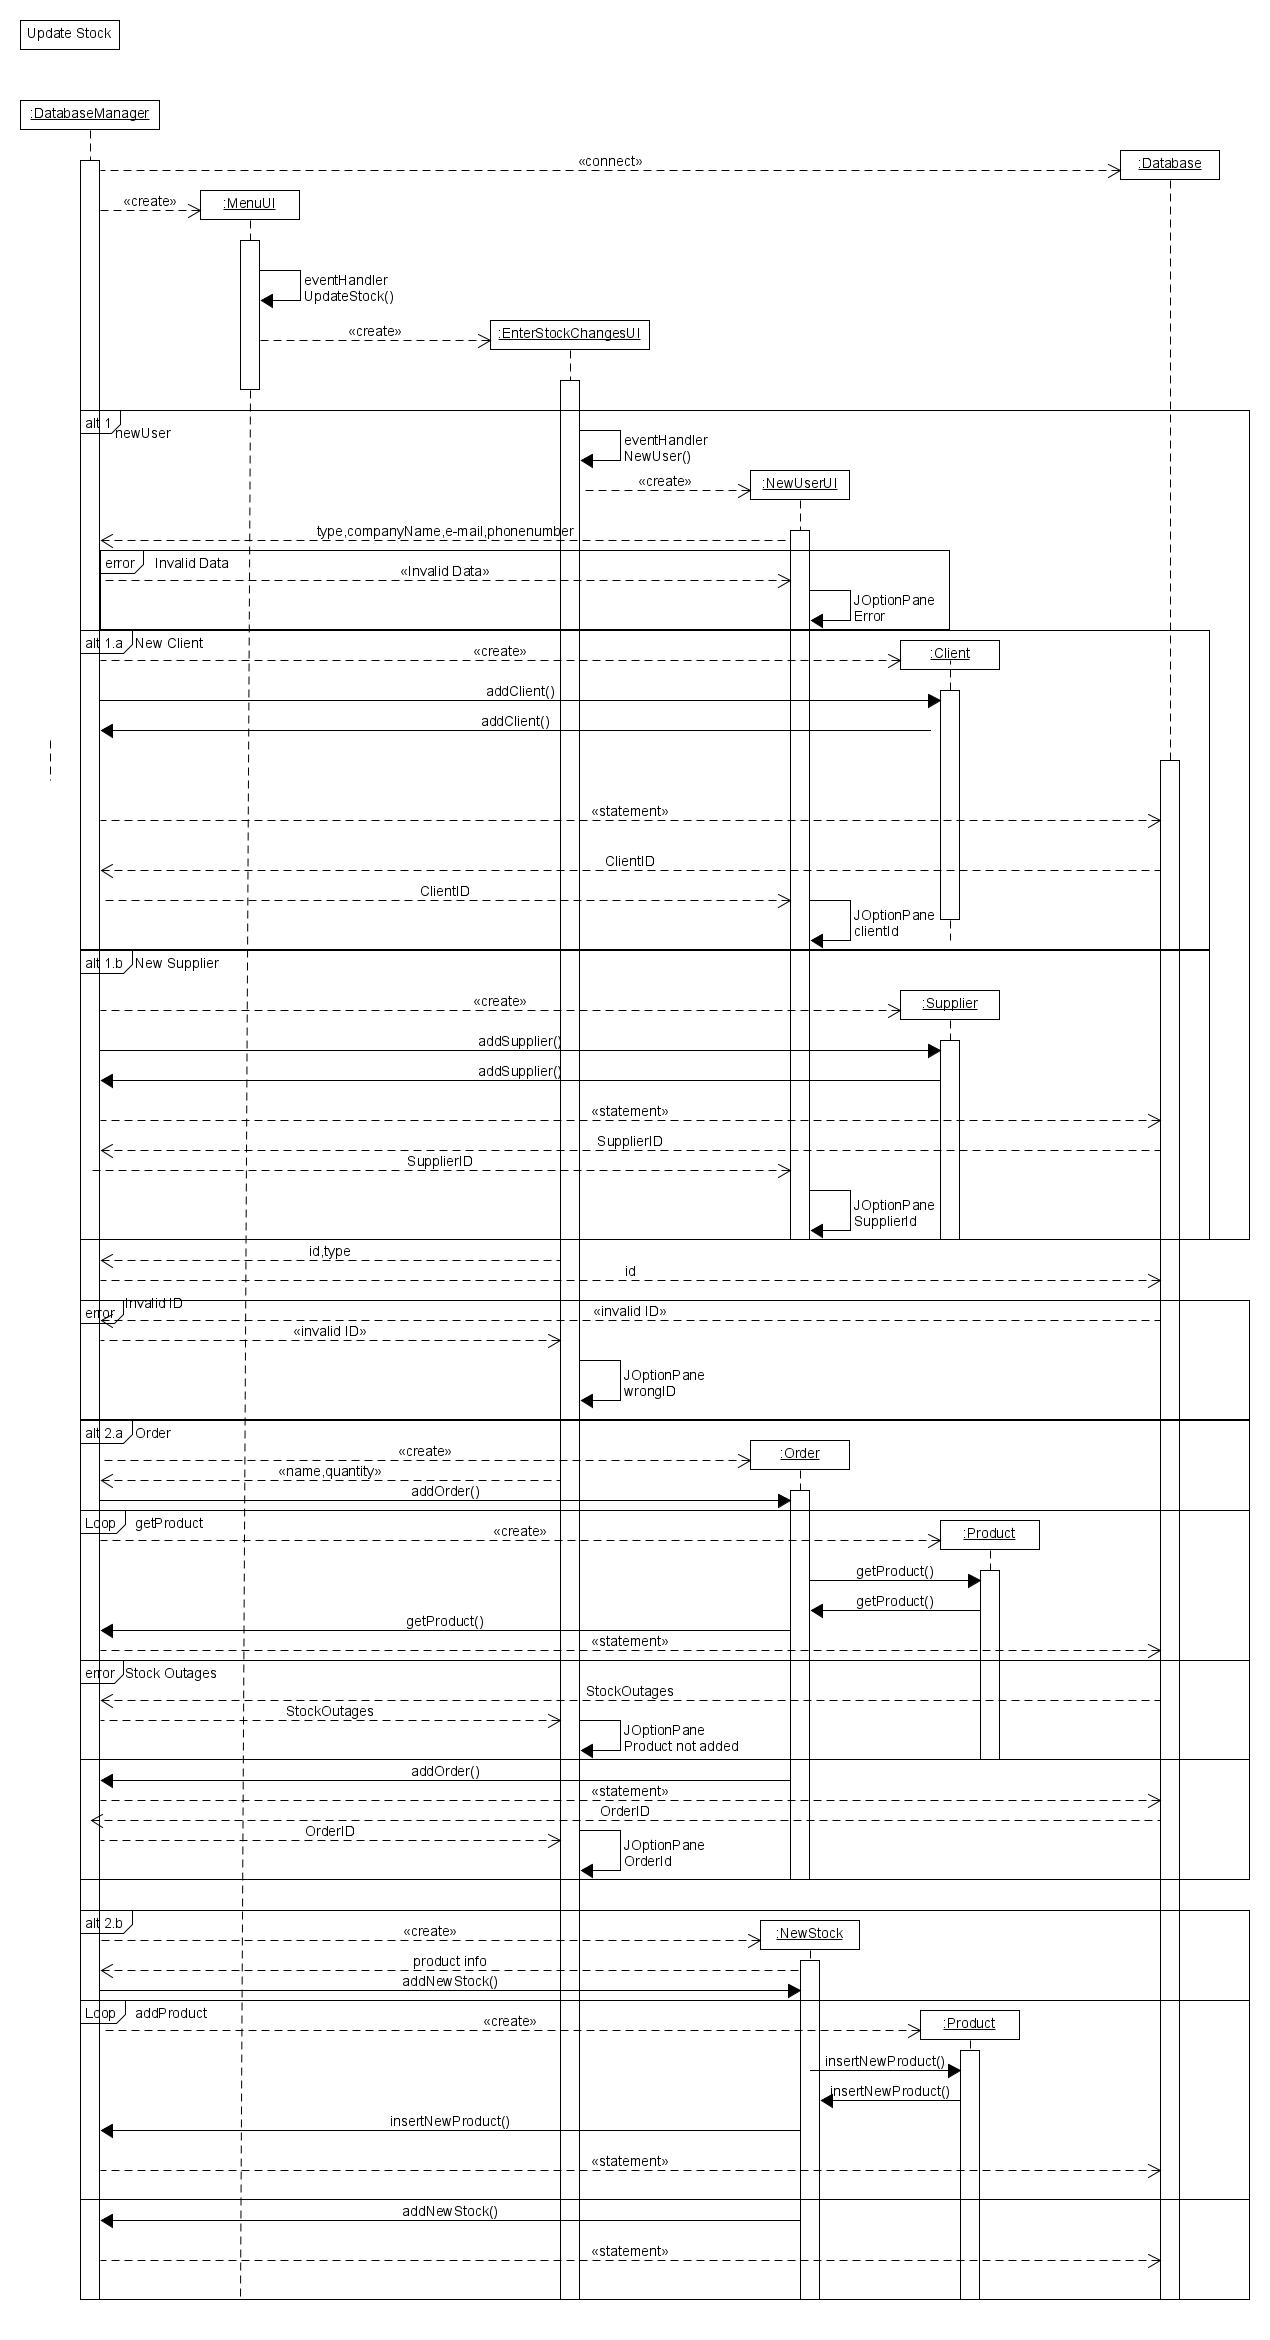 Update Stock
:DatabaseManager
«connect»
:Database
«create»
:MenuUI
eventHandler
UpdateStock()
«create»
:EnterStockChangesUI
alt 1
newUser
eventHandler
NewUser()
«create»
:NewUserUI
type,companyName,e-mail,phonenumber
error
Invalid Data
«Invalid Data»
JOptionPane
Error
alt 1.a
New Client
«create»
:Client
addClient()
addClient()
«statement»
ClientID
ClientID
JOptionPane
clientId
alt 1.b
New Supplier
«create»
:Supplier
addSupplier()
addSupplier()
«statement»
SupplierID
SupplierID
JOptionPane
SupplierId
id,type
id
error
Invalid ID
«invalid ID»
«invalid ID»
JOptionPane
wrongID
alt 2.a
Order
«create»
:Order
«name,quantity»
addOrder()
Loop
getProduct
«create»
:Product
getProduct()
getProduct()
getProduct()
«statement»
error
Stock Outages
StockOutages
StockOutages
JOptionPane
Product not added
addOrder()
«statement»
OrderID
OrderID
JOptionPane
OrderId
alt 2.b
«create»
:NewStock
product info
addNewStock()
Loop
addProduct
«create»
:Product
insertNewProduct()
insertNewProduct()
insertNewProduct()
«statement»
addNewStock()
«statement»